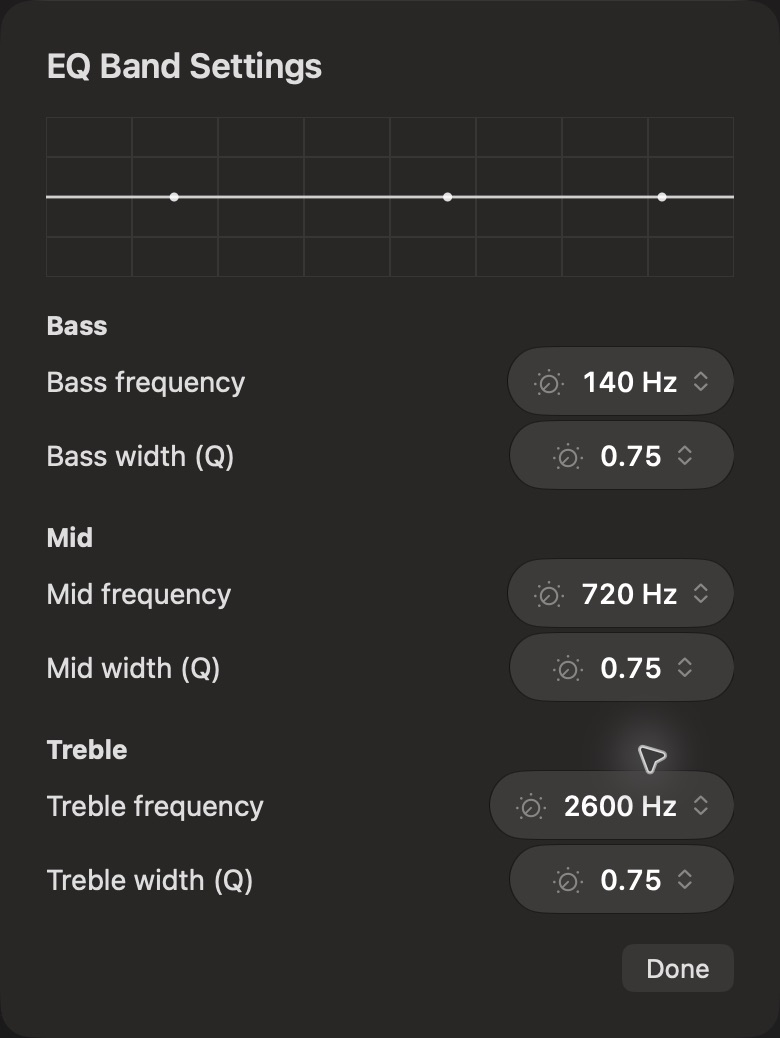 EQ Band Settings
Bass
Bass frequency 140 Hz
Bass width (Q) 0.75
Mid
Mid frequency 720 Hz
Mid width (Q) 0.75
Treble
Treble frequency 2600 Hz
Treble width (Q) 0.75
Done